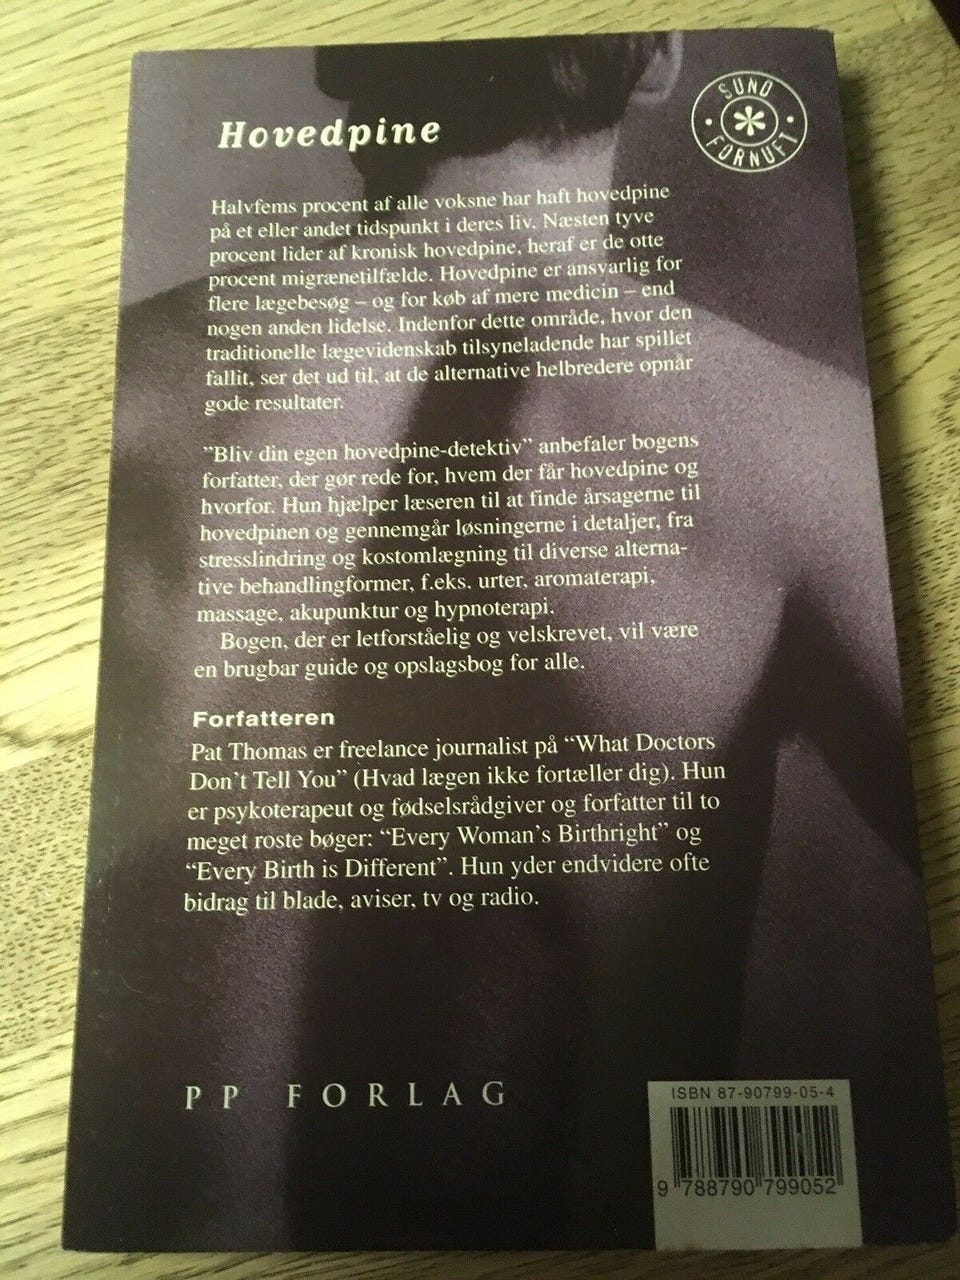 SUND
FORNUFT
Hovedpine
Halvfems procent af alle voksne har haft hovedpine
på et eller andet tidspunkt i deres liv. Næsten tyve
procent lider af kronisk hovedpine, heraf er de otte
procent migrænetilfælde. Hovedpine er ansvarlig for
flere lægebesøg – og for køb af mere medicin – end
nogen anden lidelse. Indenfor dette område, hvor den
traditionelle lægevidenskab tilsyneladende har spillet
fallit, ser det ud til, at de alternative helbredere opnår
gode resultater.
"Bliv din egen hovedpine-detektiv" anbefaler bogens
forfatter, der gør rede for, hvem der får hovedpine og
hvorfor. Hun hjælper læseren til at finde årsagerne til
hovedpinen og gennemgår løsningerne i detaljer, fra
stresslindring og kostomlægning til diverse alterna-
tive behandlingformer, f.eks. urter, aromaterapi,
massage, akupunktur og hypnoterapi.
Bogen, der er letforståelig og velskrevet, vil være
en brugbar guide og opslagsbog for alle.
Forfatteren
Pat Thomas er freelance journalist på “What Doctors
Don't Tell You” (Hvad lægen ikke fortæller dig). Hun
er psykoterapeut og fødselsrådgiver og forfatter til to
meget roste bøger: “Every Woman's Birthright” og
“Every Birth is Different”. Hun yder endvidere ofte
bidrag til blade, aviser, tv og radio.
PP FORLAG
ISBN 87-90799-05-4
9 788790 799052